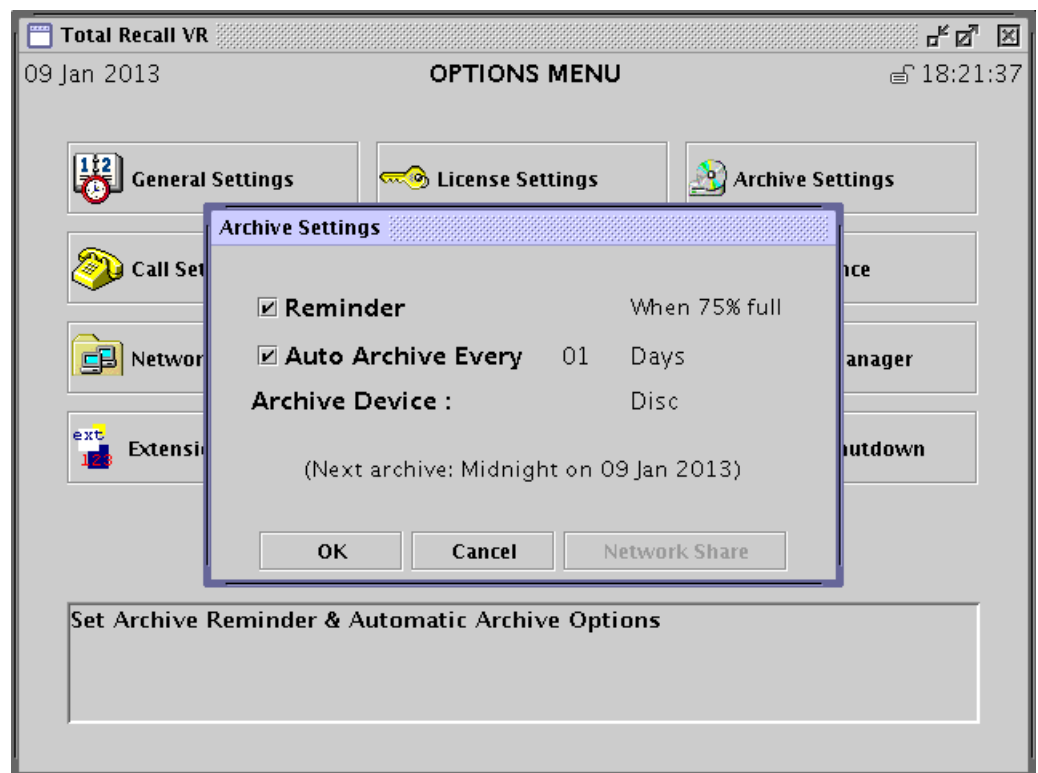 Total Recall VR
09 Jan 2013 OPTIONS MENU 18:21:37
1 2 General Settings License Settings Archive Settings
Archive Settings
Call Set nce
Reminder When 75% full
Auto Archive Every 01 Days
Networ anager
Archive Device : Disc
ext 123 Extensi utdown
(Next archive: Midnight on 09 Jan 2013)
OK Cancel Network Share
Set Archive Reminder & Automatic Archive Options